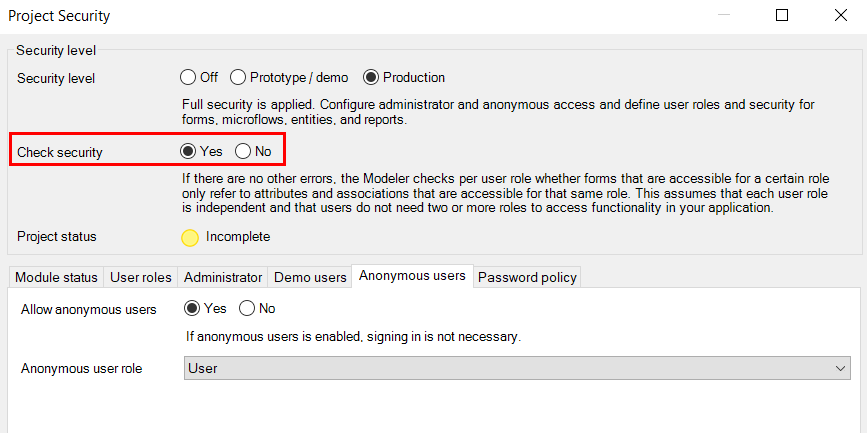 Project Security
Security level
Security level Off Prototype / demo Production
Full security is applied. Configure administrator and anonymous access and define user roles and security for
forms, microflows, entities, and reports.
Check security Yes No
If there are no other errors, the Modeler checks per user role whether forms that are accessible for a certain role
only refer to attributes and associations that are accessible for that same role. This assumes that each user role
is independent and that users do not need two or more roles to access functionality in your application.
Project status Incomplete
Module status User roles Administrator Demo users Anonymous users Password policy
Allow anonymous users Yes No
If anonymous users is enabled, signing in is not necessary.
Anonymous user role User